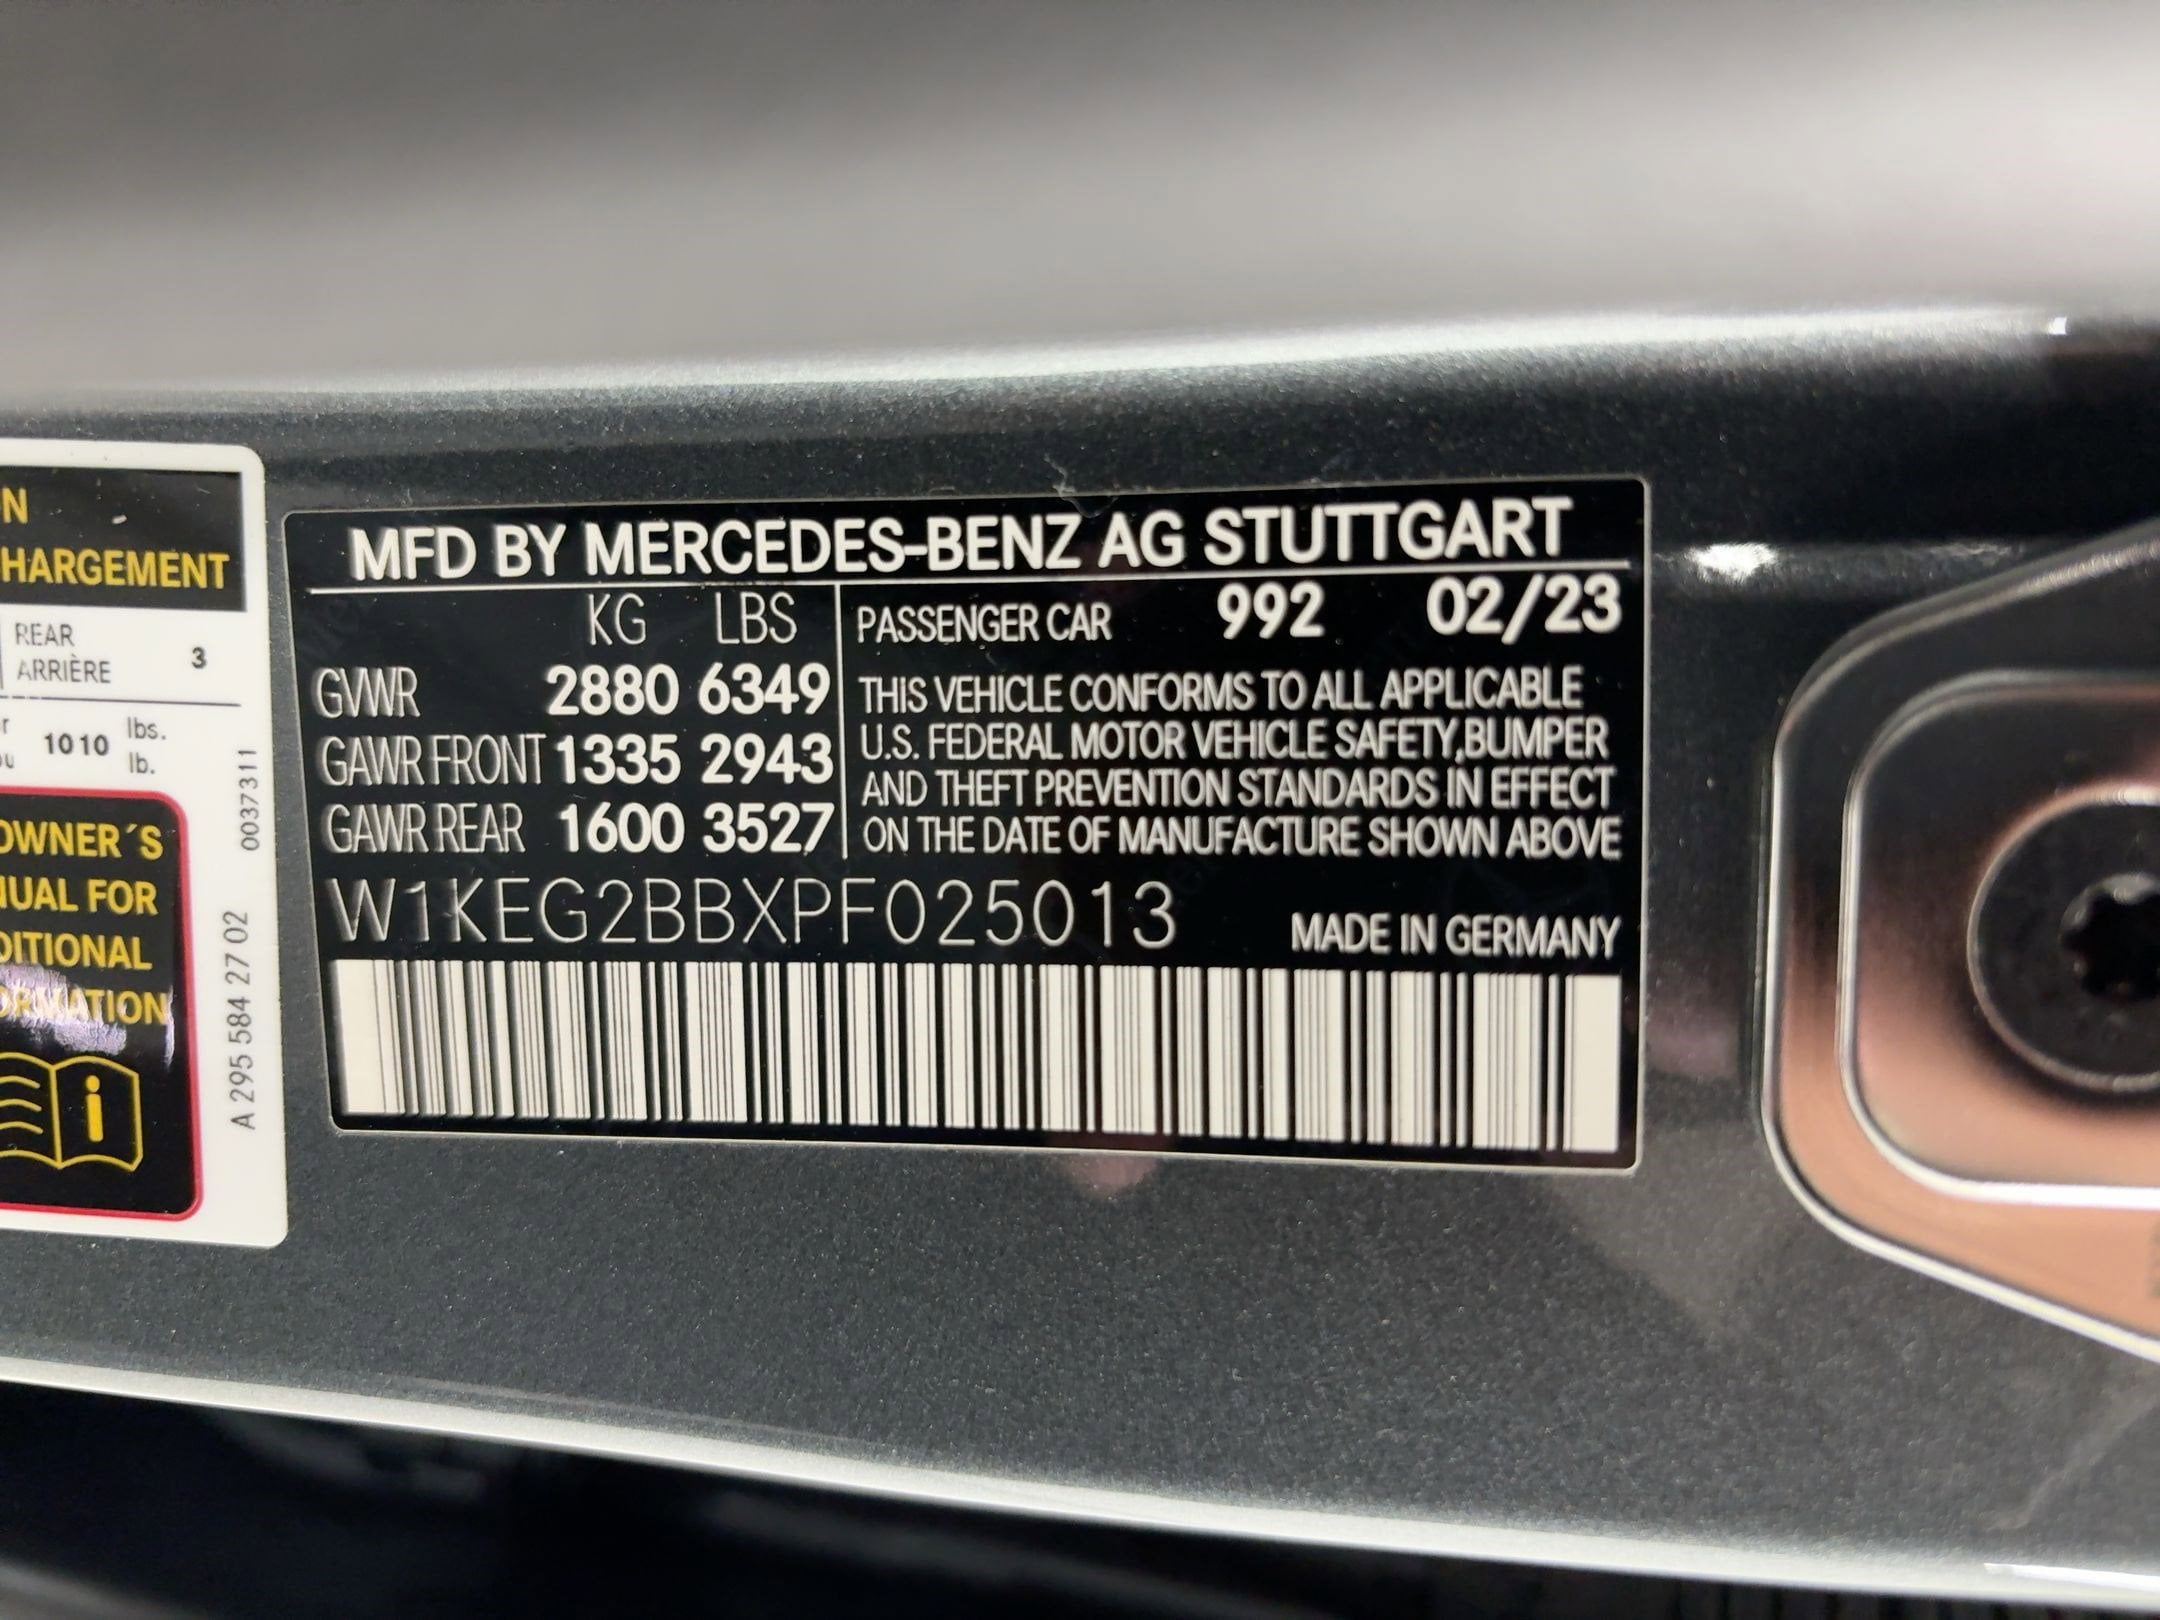 HARGEMENT
REAR
ARRIÈRE 3
1010 lbs.
lb.
OWNER´S
FOR
0037311
A 295 584 27 02
MFD BY MERCEDES-BENZ AG STUTTGART
KG LBS
GVWR 2880 6349
GAWR FRONT 1335 2943
GAWR REAR 1600 3527
PASSENGER CAR 992 02/23
THIS VEHICLE CONFORMS TO ALL APPLICABLE
U.S. FEDERAL MOTOR VEHICLE SAFETY,BUMPER
AND THEFT PREVENTION STANDARDS IN EFFECT
ON THE DATE OF MANUFACTURE SHOWN ABOVE
W1KEG2BBXPF025013
MADE IN GERMANY